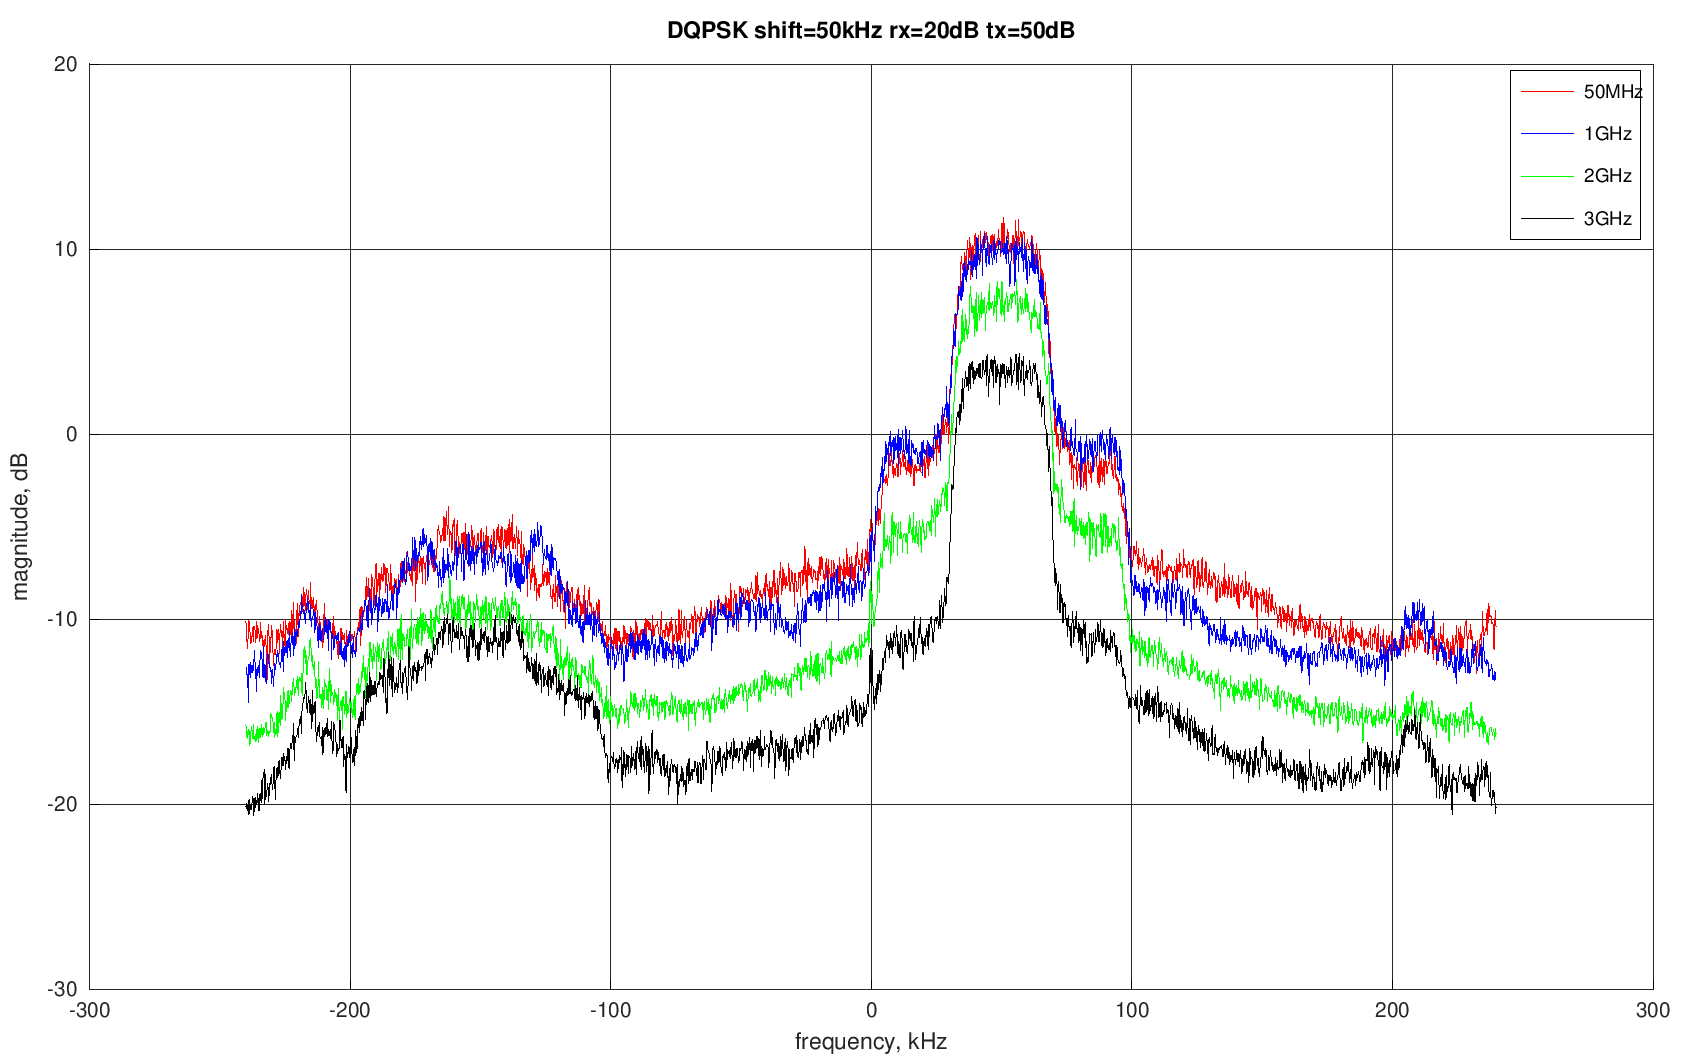 DQPSK shift=50kHz rx=20dB tx=50dB
20
10
0
-10
-20
-30
magnitude, dB
50MHz
1GHz
2GHz
3GHz
-300
-200
-100
0
100
200
300
frequency, kHz